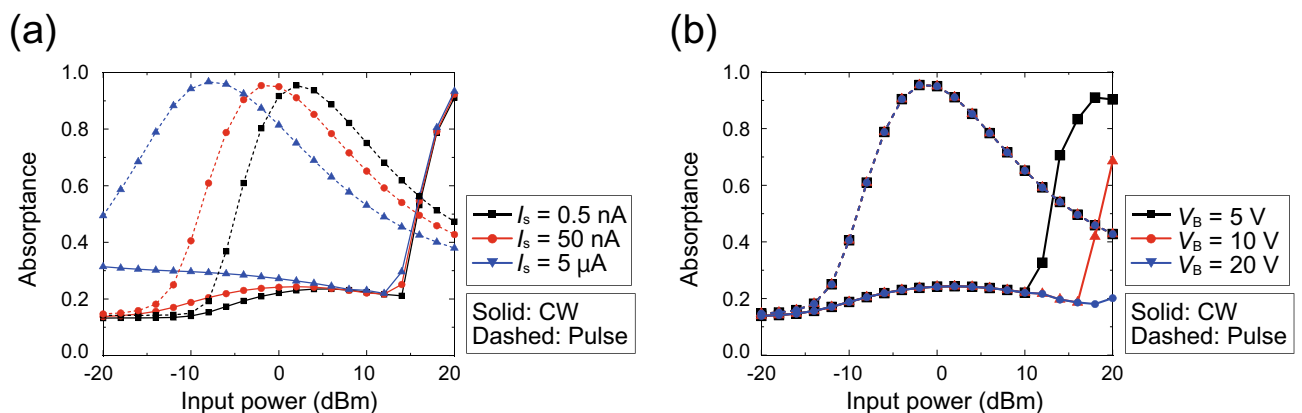 (a)
Absorptance
1.0
0.8
0.6
0.4
0.2
0.0
-20
-10
0
10
20
Input power (dBm)
Is = 0.5 nA
Is = 50 nA
Is = 5 μA
Solid: CW
Dashed: Pulse
(b)
Absorptance
1.0
0.8
0.6
0.4
0.2
0.0
-20
-10
0
10
20
Input power (dBm)
VB = 5 V
VB = 10 V
VB = 20 V
Solid: CW
Dashed: Pulse